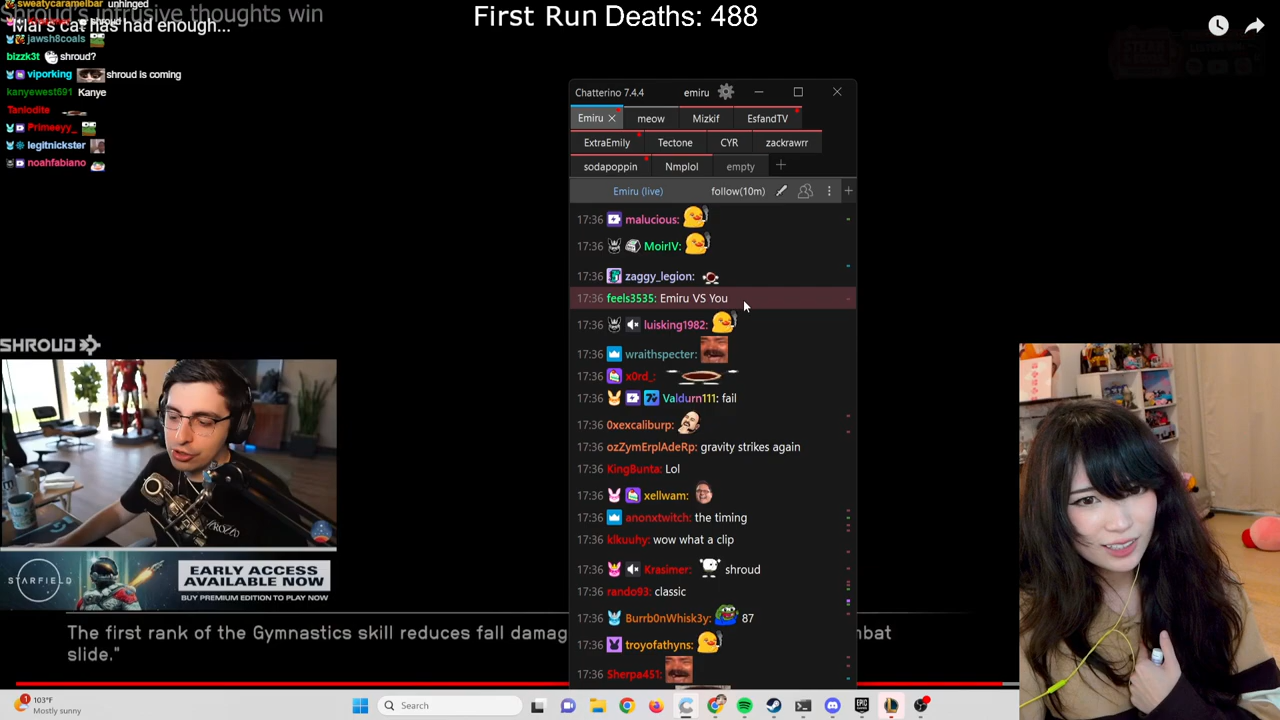 First Run Deaths: 488
sweatycaramelbar unhinged
Shroud's intrusive thoughts win
Mar's cat has had enough...
shroud
jawsh8coals
bizzk3t shroud?
viporking shroud is coming
kanyewest691 Kanye
Taniodite
Primeeyy_
legitnickster
noahfabiano
Chatterino 7.4.4
emiru
Emiru
meow
Mizkif
EsfandTV
ExtraEmily
Tectone
CYR
zackrawrr
sodapoppin
Nmplol
empty
Emiru (live)
follow(10m)
17:36 malucious:
17:36 MoirIV:
17:36 zaggy_legion:
17:36 feels3535: Emiru VS You
17:36 luisking1982:
17:36 wraithspecter:
17:36 x0rd_:
17:36 Valdurn111: fail
17:36 0xexcaliburp:
17:36 ozZymErplAdeRp: gravity strikes again
17:36 KingBunta: Lol
17:36 xellwam:
17:36 anonxtwitch: the timing
17:36 klkuuhy: wow what a clip
17:36 Krasimer: shroud
17:36 rando93: classic
17:36 Burrb0nWhisk3y: 87
17:36 troyofathyns:
17:36 Sherpa451:
SHROUD
STARFIELD
EARLY ACCESS
AVAILABLE NOW
BUY PREMIUM EDITION TO PLAY NOW
The first rank of the Gymnastics skill reduces fall damag
slide."
103°F
Mostly sunny
Search